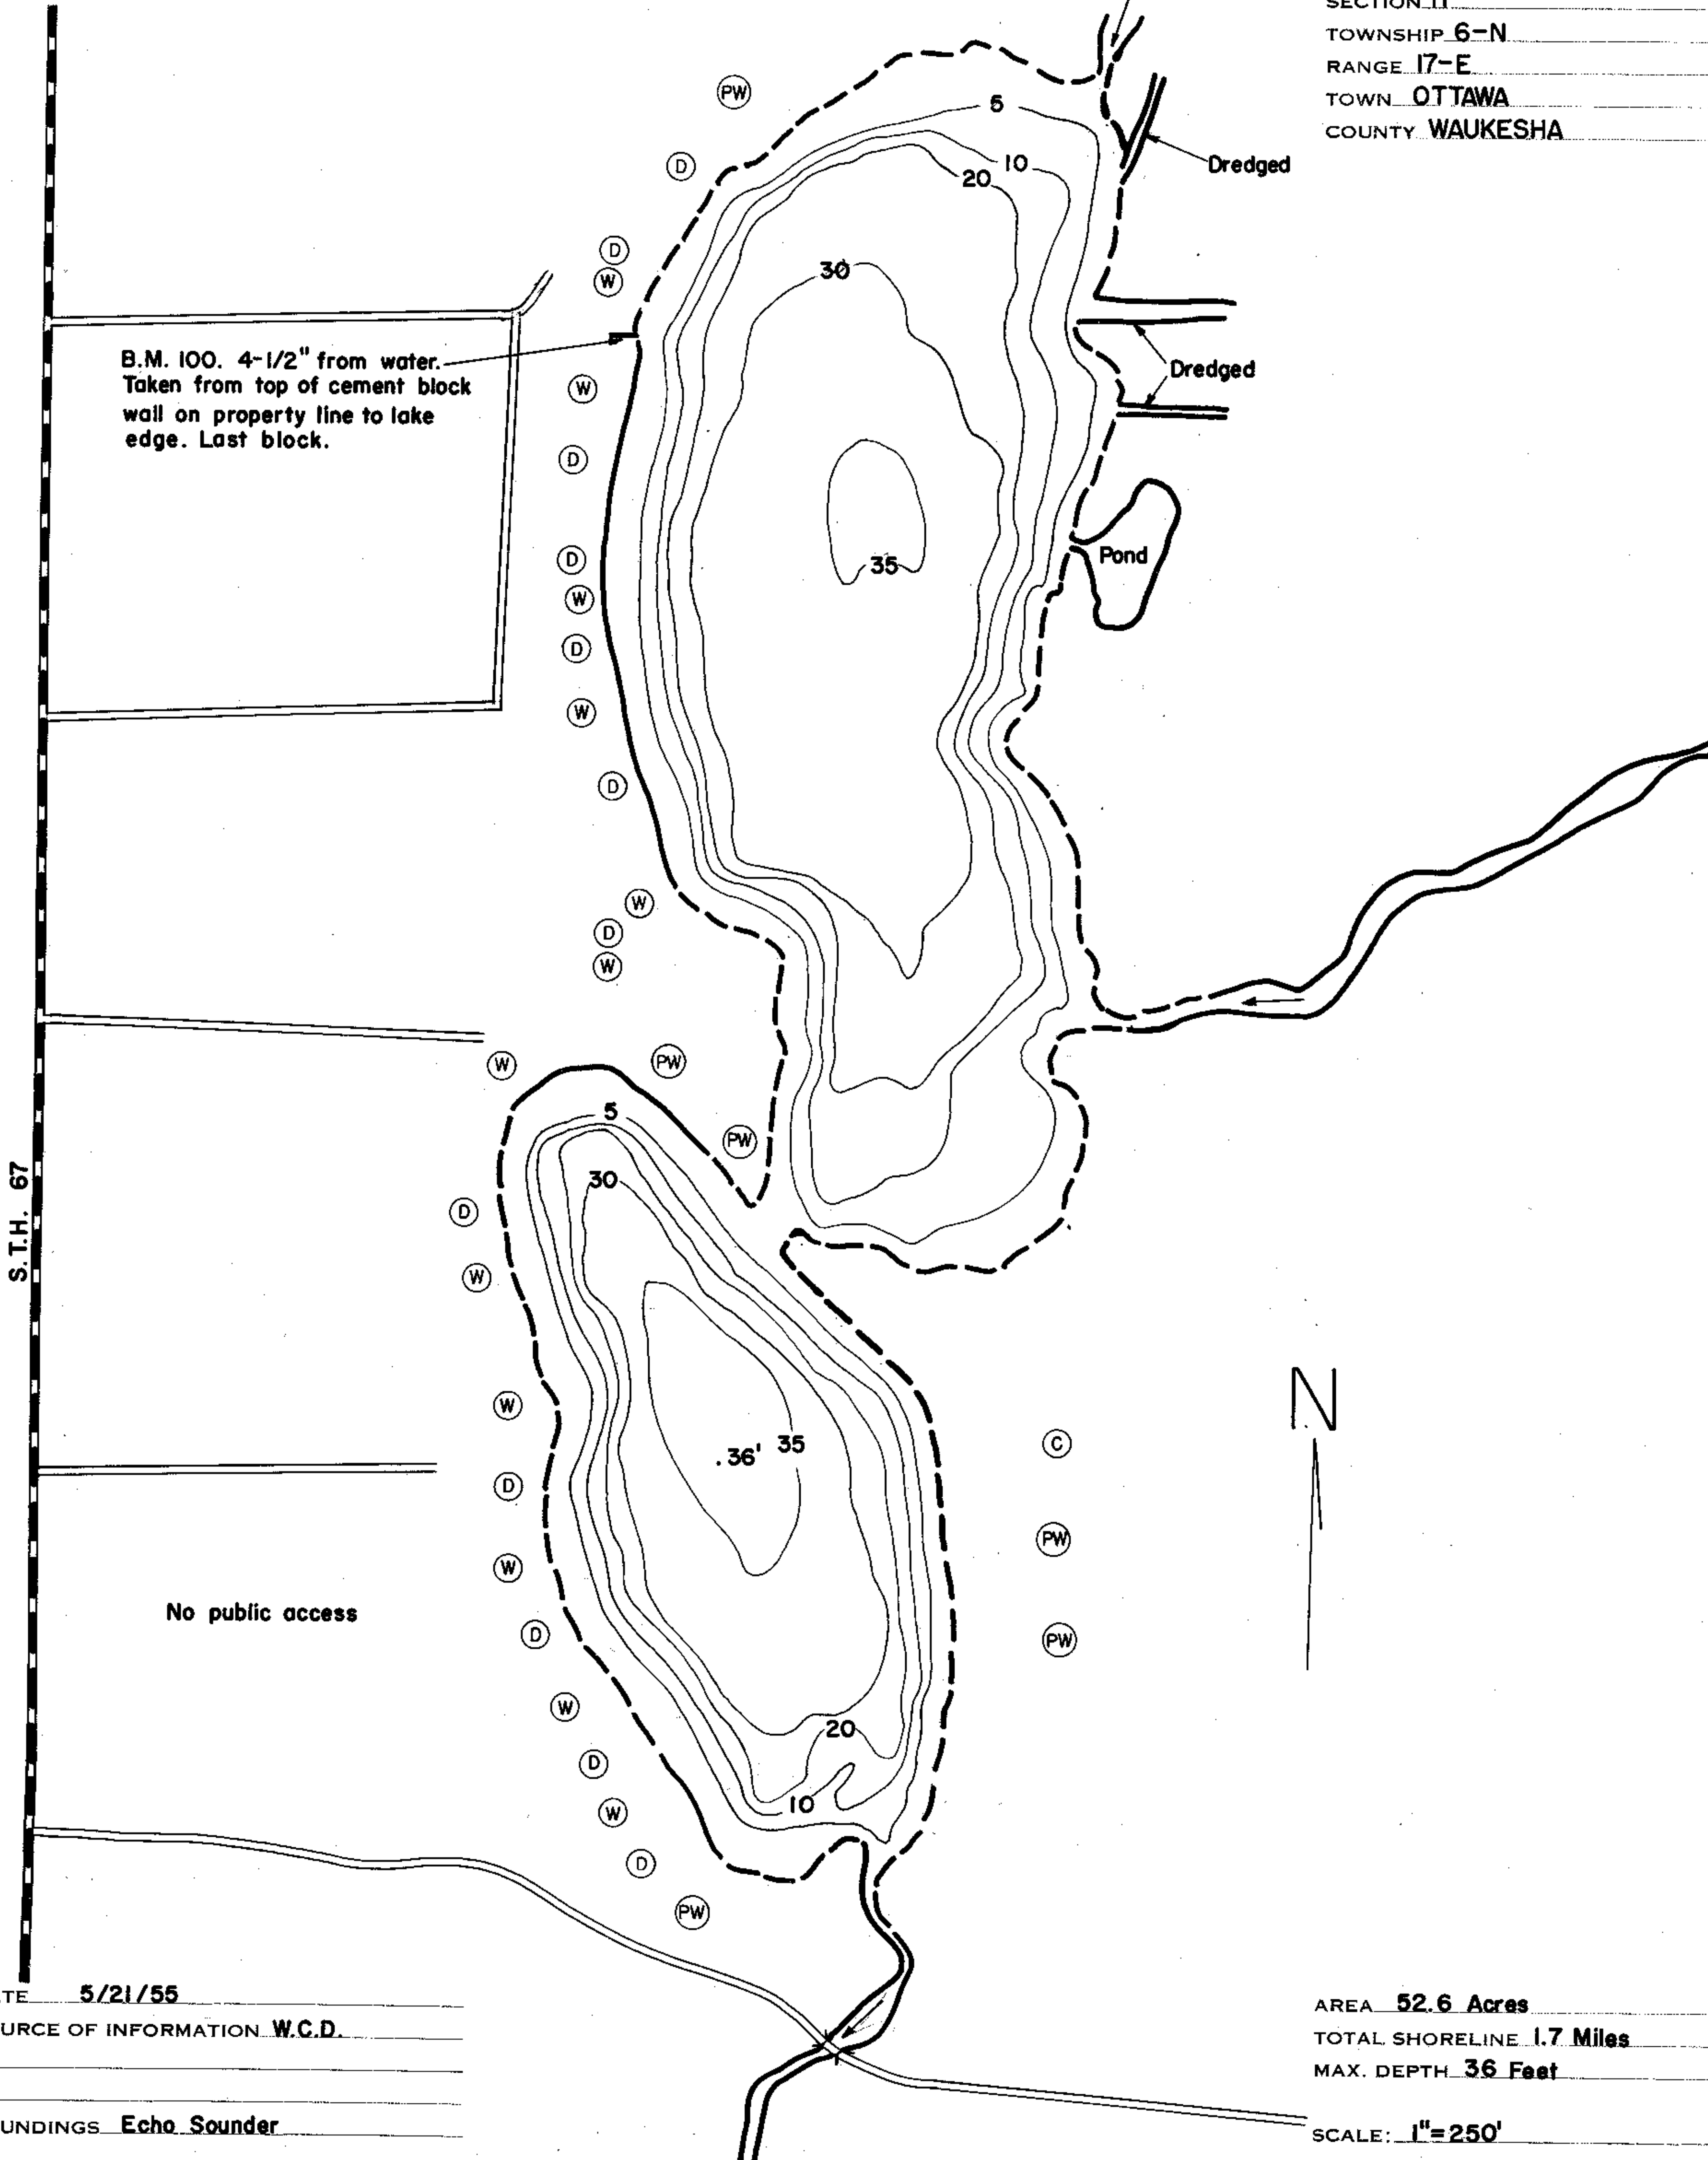 SECTION 11
TOWNSHIP 6-N
RANGE 17-E
TOWN OTTAWA
COUNTY WAUKESHA
PW
5
D
10
Dredged
20
D
30
W
B.M. 100. 4-1/2" from water.
Taken from top of cement block
wall on property line to lake
edge. Last block.
W
Dredged
D
D
35
Pond
W
D
W
D
W
D
W
W
PW
5
PW
S.T.H. 67
30
D
W
N
W
.36' 35
C
D
PW
W
No public access
D
PW
W
20
D
10
W
D
PW
TE 5/21/55
URCE OF INFORMATION W.C.D.
UNDINGS Echo Sounder
AREA 52.6 Acres
TOTAL SHORELINE 1.7 Miles
MAX. DEPTH 36 Feet
SCALE: 1"=250'